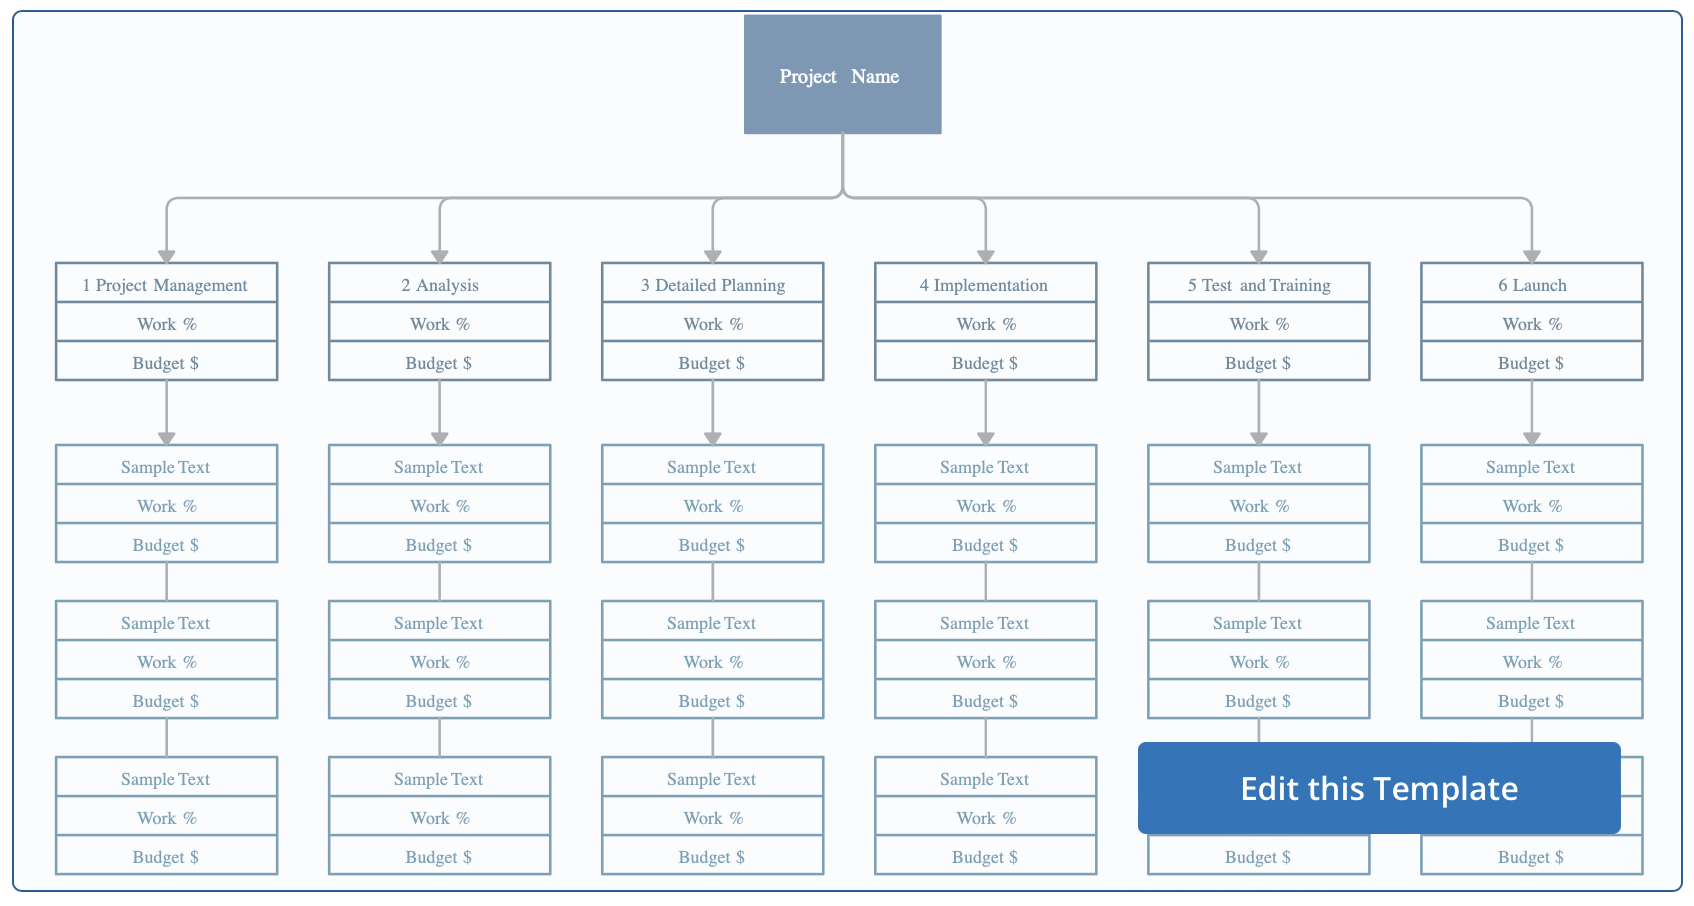 Project Name
1 Project Management
2 Analysis
3 Detailed Planning
4 Implementation
5 Test and Training
6 Launch
Work %
Work %
Work %
Work %
Work %
Work %
Budget $
Budget $
Budget $
Budegt $
Budget $
Budget $
Sample Text
Sample Text
Sample Text
Sample Text
Sample Text
Sample Text
Work %
Work %
Work %
Work %
Work %
Work %
Budget $
Budget $
Budget $
Budget $
Budget $
Budget $
Sample Text
Sample Text
Sample Text
Sample Text
Sample Text
Sample Text
Work %
Work %
Work %
Work %
Work %
Work %
Budget $
Budget $
Budget $
Budget $
Budget $
Budget $
Sample Text
Sample Text
Sample Text
Sample Text
Edit this Template
Work %
Work %
Work %
Work %
Budget $
Budget $
Budget $
Budget $
Budget $
Budget $